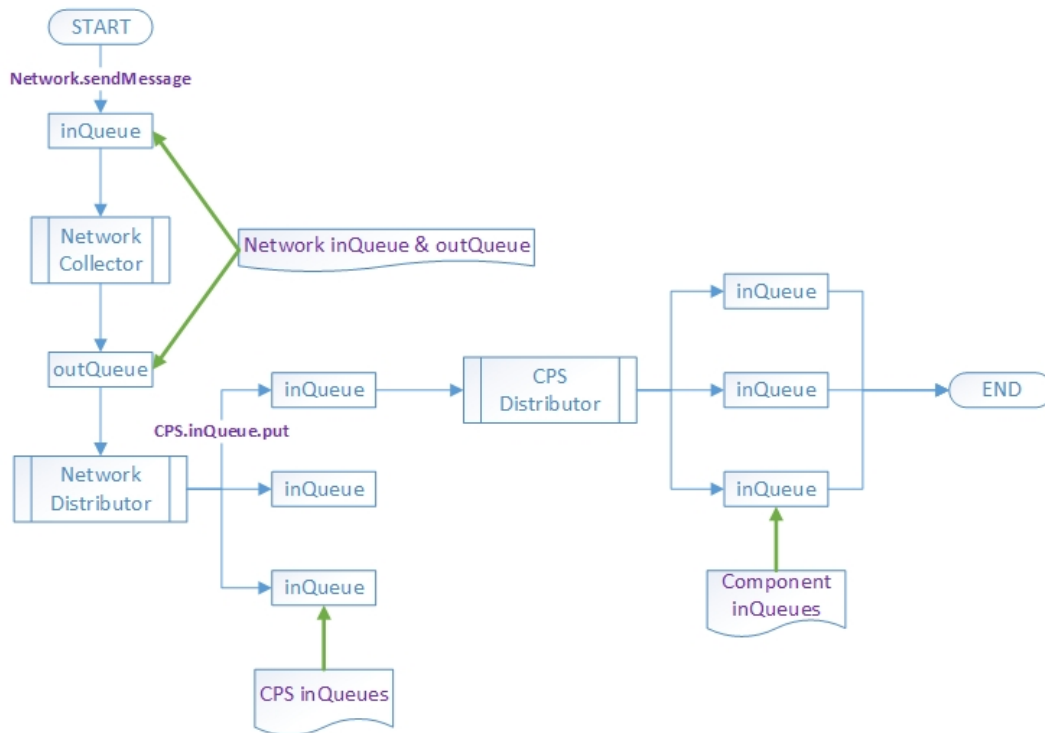 START
Network.sendMessage
inQueue
Network
Collector
Network inQueue & outQueue
outQueue
CPS.inQueue.put
Network
Distributor
inQueue
inQueue
inQueue
CPS inQueues
CPS
Distributor
inQueue
inQueue
inQueue
Component
inQueues
END